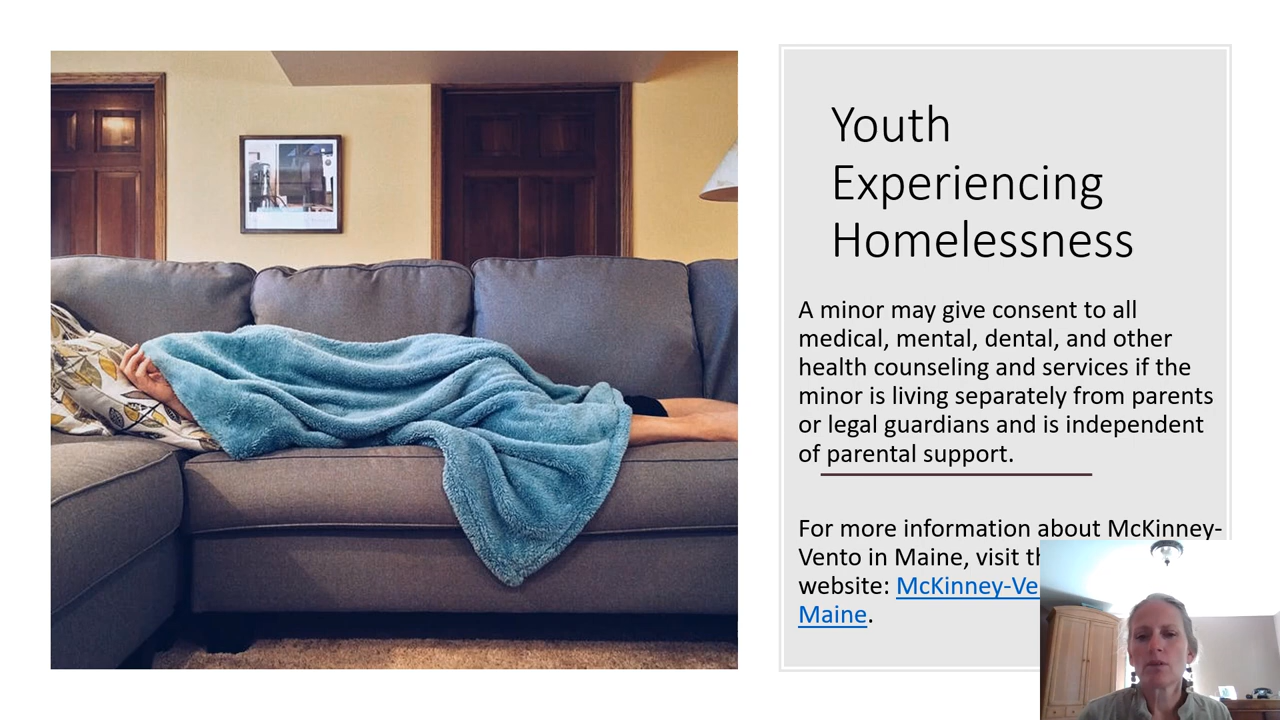 Youth
Experiencing
Homelessness
A minor may give consent to all
medical, mental, dental, and other
health counseling and services if the
minor is living separately from parents
or legal guardians and is independent
of parental support.
For more information about McKinney-
Vento in Maine, visit
website: McKinney-
Maine.